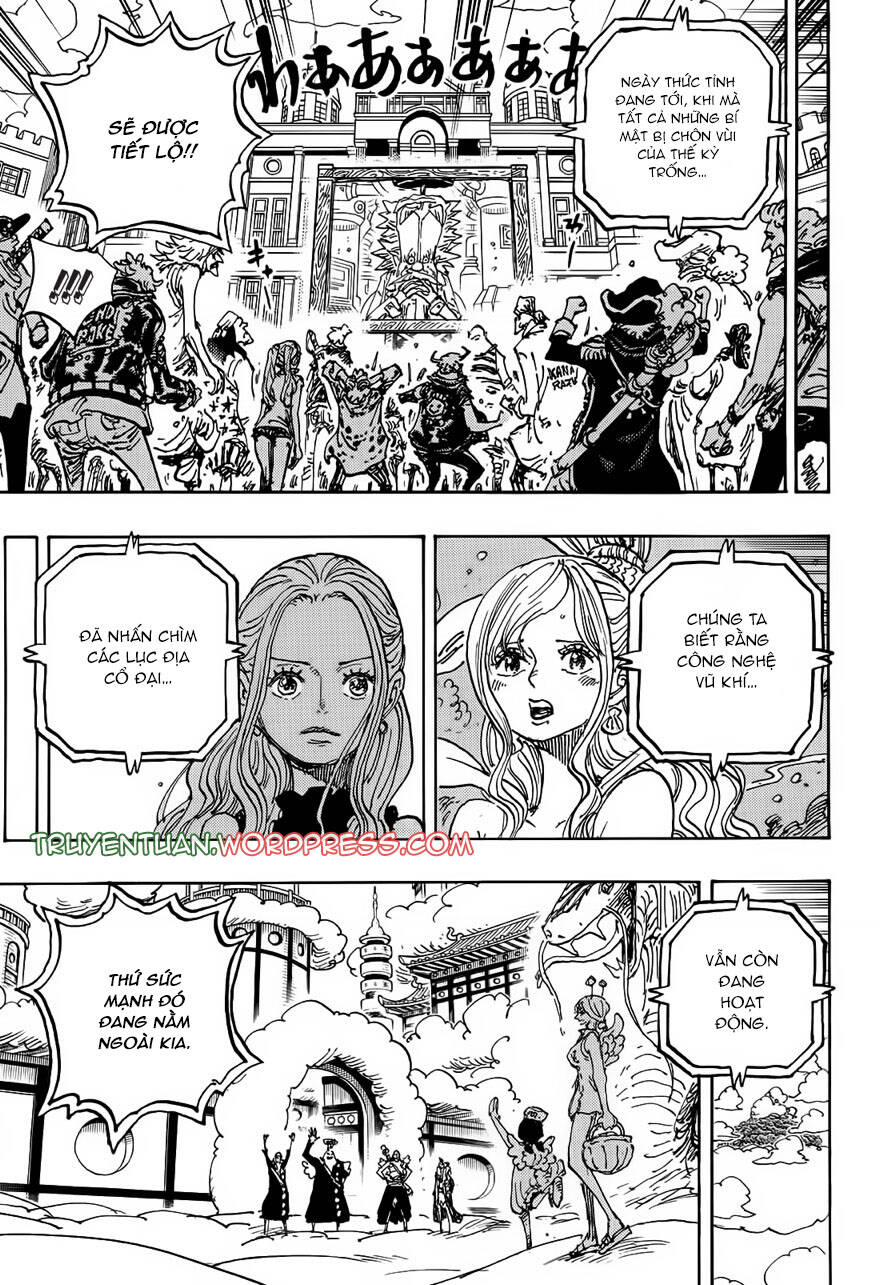 わあああああ
NGÀY THỨC TỈNH
ĐANG TỚI, KHI MÀ
TẤT CẢ NHỮNG BÍ
MẬT BỊ CHÔN VÙI
CỦA THẾ KỶ
TRỐNG...
SẼ ĐƯỢC
TIẾT LỘ!!
!!!
KANA
RAZU
CHÚNG TA
BIẾT RẰNG
CÔNG NGHỆ
VŨ KHÍ...
ĐÃ NHẤN CHÌM
CÁC LỤC ĐỊA
CỔ ĐẠI...
TRUYENTUAN.WORDPRESS.COM
VẪN CÒN
ĐANG
HOẠT
ĐỘNG.
THỨ SỨC
MẠNH ĐÓ
ĐANG NẰM
NGOÀI KIA.